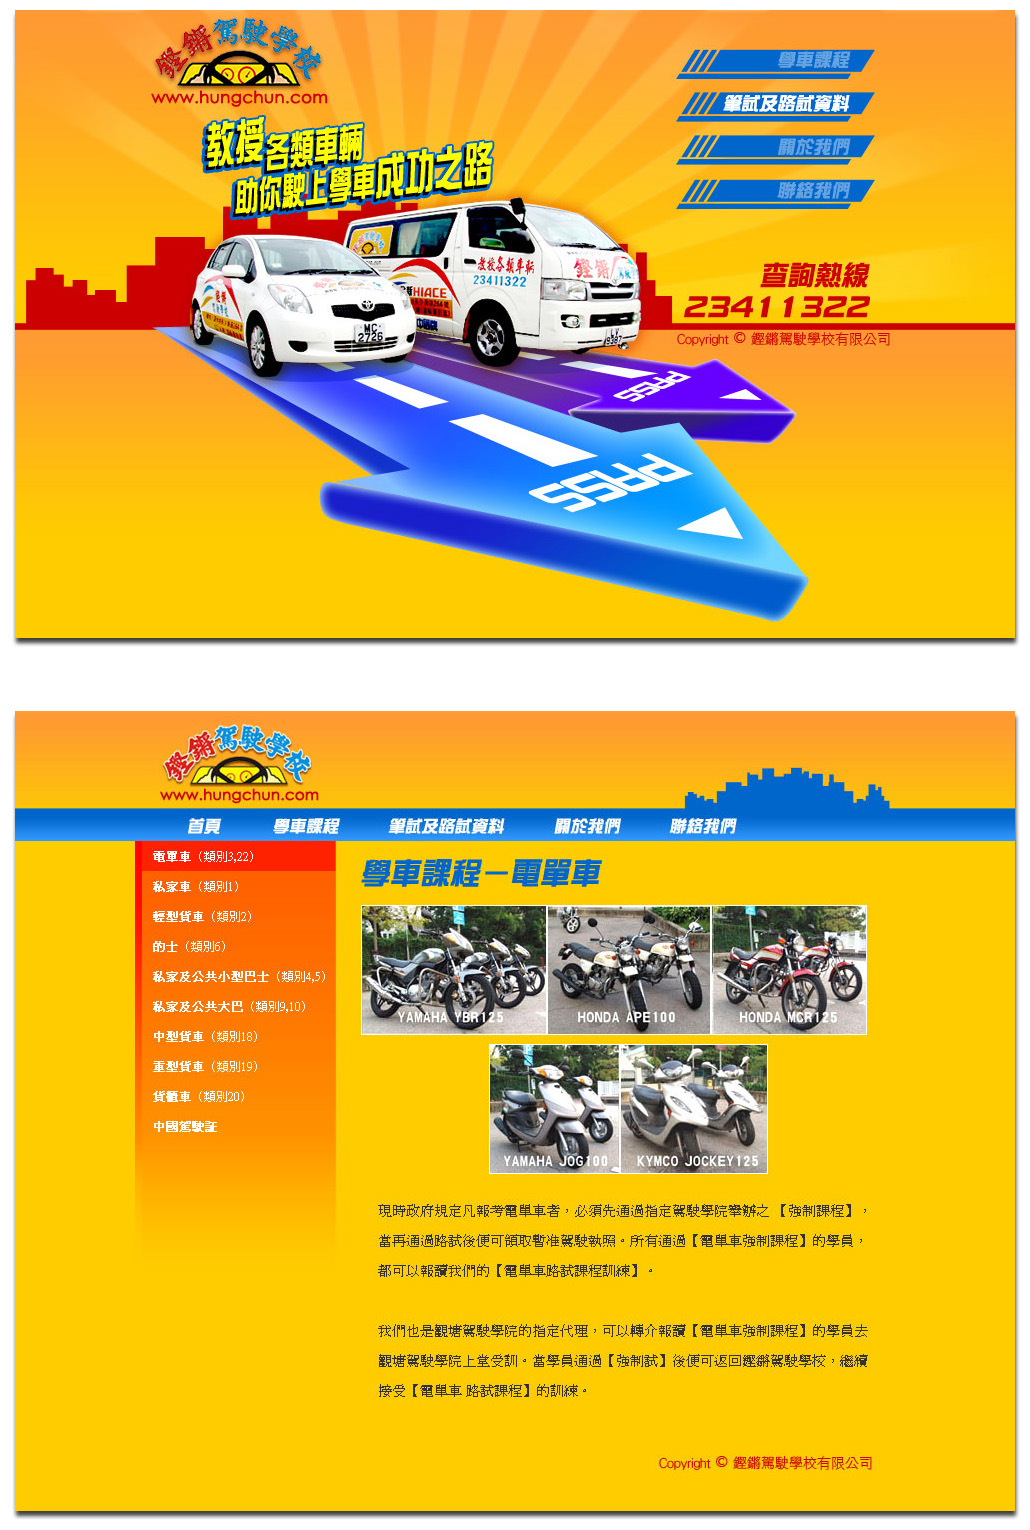 鏗鏘駕駛學校
www.hungchun.com
教授各類車輛
助你駛上學車成功之路
學車課程
筆試及路試資料
關於我們
聯絡我們
查詢熱線
23411322
Copyright © 鏗鏘駕駛學校有限公司
教授各類車輛
23411322
HIACE
鏗鏘
MC
2726
PASS
PASS
鏗鏘駕駛學校
www.hungchun.com
首頁 學車課程 筆試及路試資料 關於我們 聯絡我們
電單車（類別3,22）
私家車（類別1）
輕型貨車（類別2）
的士（類別6）
私家及公共小型巴士（類別4,5）
私家及公共大巴（類別9,10）
中型貨車（類別18）
重型貨車（類別19）
貨櫃車（類別20）
中國駕駛証
學車課程－電單車
YAMAHA YBR125
HONDA APE100
HONDA MCR125
YAMAHA JOG100
KYMCO JOCKEY125
現時政府規定凡報考電單車者，必須先通過指定駕駛學院舉辦之 【強制課程】，
當再通過路試後便可領取暫准駕駛執照。所有通過【電單車強制課程】的學員，
都可以報讀我們的【電單車路試課程訓練】。
我們也是觀塘駕駛學院的指定代理，可以轉介報讀【電單車強制課程】的學員去
觀塘駕駛學院上堂受訓。當學員通過【強制試】後便可返回鏗鏘駕駛學校，繼續
接受【電單車 路試課程】的訓練。
Copyright © 鏗鏘駕駛學校有限公司